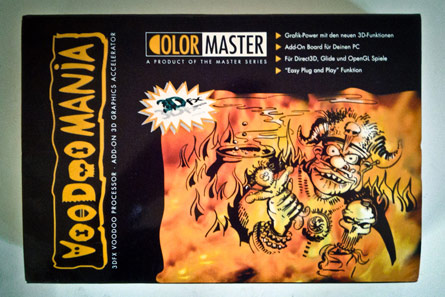 VOODOO MANIA
3DFX VOODOO PROCESSOR ADD-ON 3D GRAPHICS ACCELERATOR
COLOR MASTER
A PRODUCT OF THE MASTER SERIES
Grafik-Power mit den neuen 3D-Funktionen
Add-On Board für Deinen PC
Für Direct3D, Glide und OpenGL Spiele
"Easy Plug and Play" Funktion
3Dfx